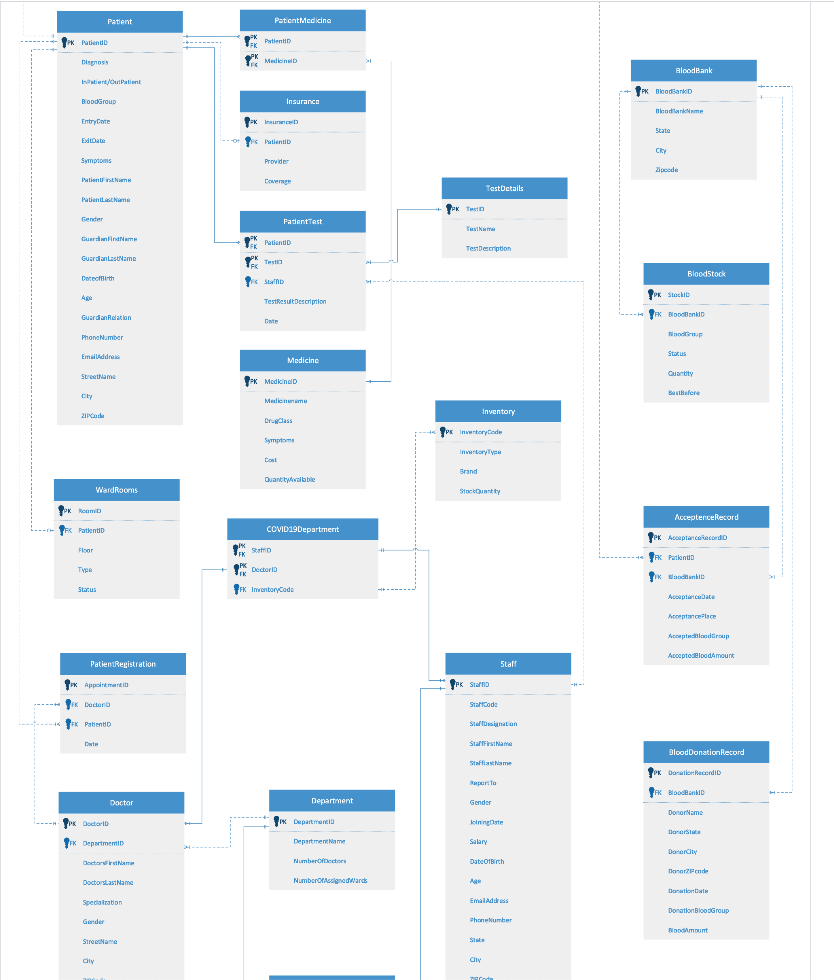 Patient
PK PatientID
Diagnosis
InPatient/OutPatient
BloodGroup
EntryDate
ExitDate
Symptoms
PatientFirstName
PatientLastName
Gender
GuardianFirstName
GuardianLastName
DateofBirth
Age
GuardianRelation
PhoneNumber
EmailAddress
StreetName
City
ZIPCode
PatientMedicine
PK
FK PatientID
PK
FK MedicineID
Insurance
PK InsuranceID
FK PatientID
Provider
Coverage
PatientTest
PK
FK PatientID
PK
FK TestID
FK StaffID
TestResultDescription
Date
TestDetails
PK TestID
TestName
TestDescription
Medicine
PK MedicineID
Medicinename
DrugClass
Symptoms
Cost
QuantityAvailable
Inventory
PK InventoryCode
InventoryType
Brand
StockQuantity
BloodBank
PK BloodBankID
BloodBankName
State
City
Zipcode
BloodStock
PK StockID
FK BloodBankID
BloodGroup
Status
Quantity
BestBefore
WardRooms
PK RoomID
FK PatientID
Floor
Type
Status
COVID19Department
PK
FK StaffID
PK
FK DoctorID
FK InventoryCode
AcceptanceRecord
PK AcceptanceRecordID
FK PatientID
FK BloodBankID
AcceptanceDate
AcceptancePlace
AcceptedBloodGroup
AcceptedBloodAmount
PatientRegistration
PK AppointmentID
FK DoctorID
FK PatientID
Date
Doctor
PK DoctorID
FK DepartmentID
DoctorsFirstName
DoctorsLastName
Specialization
Gender
StreetName
City
Department
PK DepartmentID
DepartmentName
NumberOfDoctors
NumberOfAssignedWards
Staff
PK StaffID
StaffCode
StaffDesignation
StaffFirstName
StaffLastName
ReportTo
Gender
JoiningDate
Salary
DateOfBirth
Age
EmailAddress
PhoneNumber
State
City
ZIPCode
BloodDonationRecord
PK DonationRecordID
FK BloodBankID
DonorName
DonorState
DonorCity
DonorZIPcode
DonationDate
DonationBloodGroup
BloodAmount